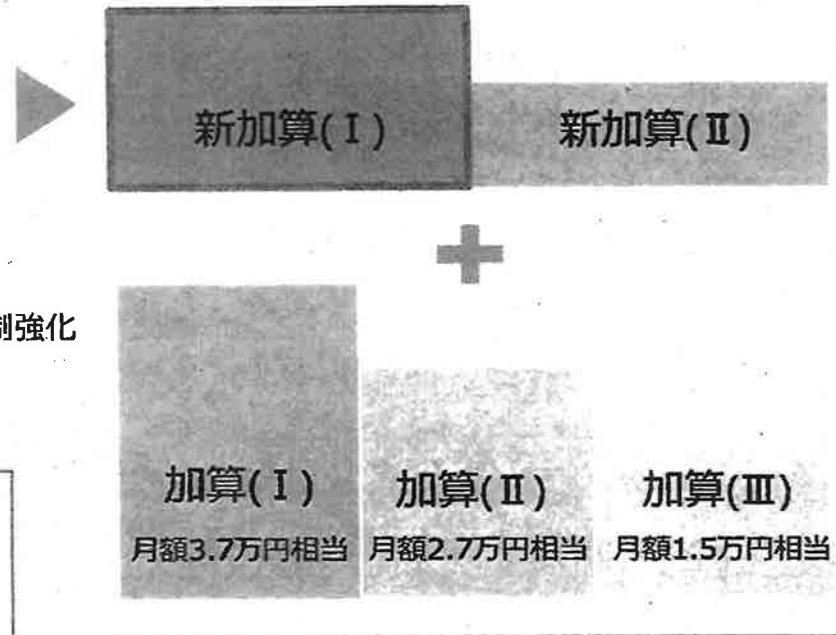 新加算(Ⅰ)
新加算(Ⅱ)
制強化
加算(Ⅰ)
月額3.7万円相当
加算(Ⅱ)
月額2.7万円相当
加算(Ⅲ)
月額1.5万円相当